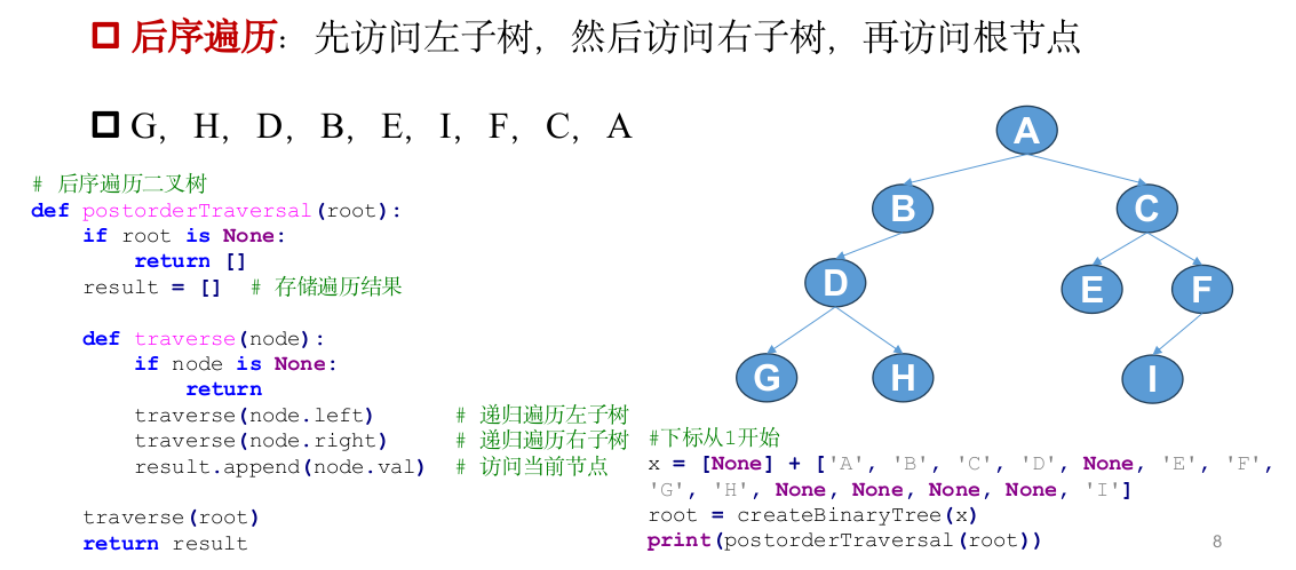 后序遍历：先访问左子树，然后访问右子树，再访问根节点
G，H，D，B，E，I，F，C，A
# 后序遍历二叉树
def postorderTraversal(root):
    if root is None:
        return []
    result = []  # 存储遍历结果
    def traverse(node):
        if node is None:
            return
        traverse(node.left)      # 递归遍历左子树
        traverse(node.right)     # 递归遍历右子树
        result.append(node.val)  # 访问当前节点
    traverse(root)
    return result
A
B
C
D
E
F
G
H
I
#下标从1开始
x = [None] + ['A', 'B', 'C', 'D', None, 'E', 'F',
'G', 'H', None, None, None, None, 'I']
root = createBinaryTree(x)
print(postorderTraversal(root))
8